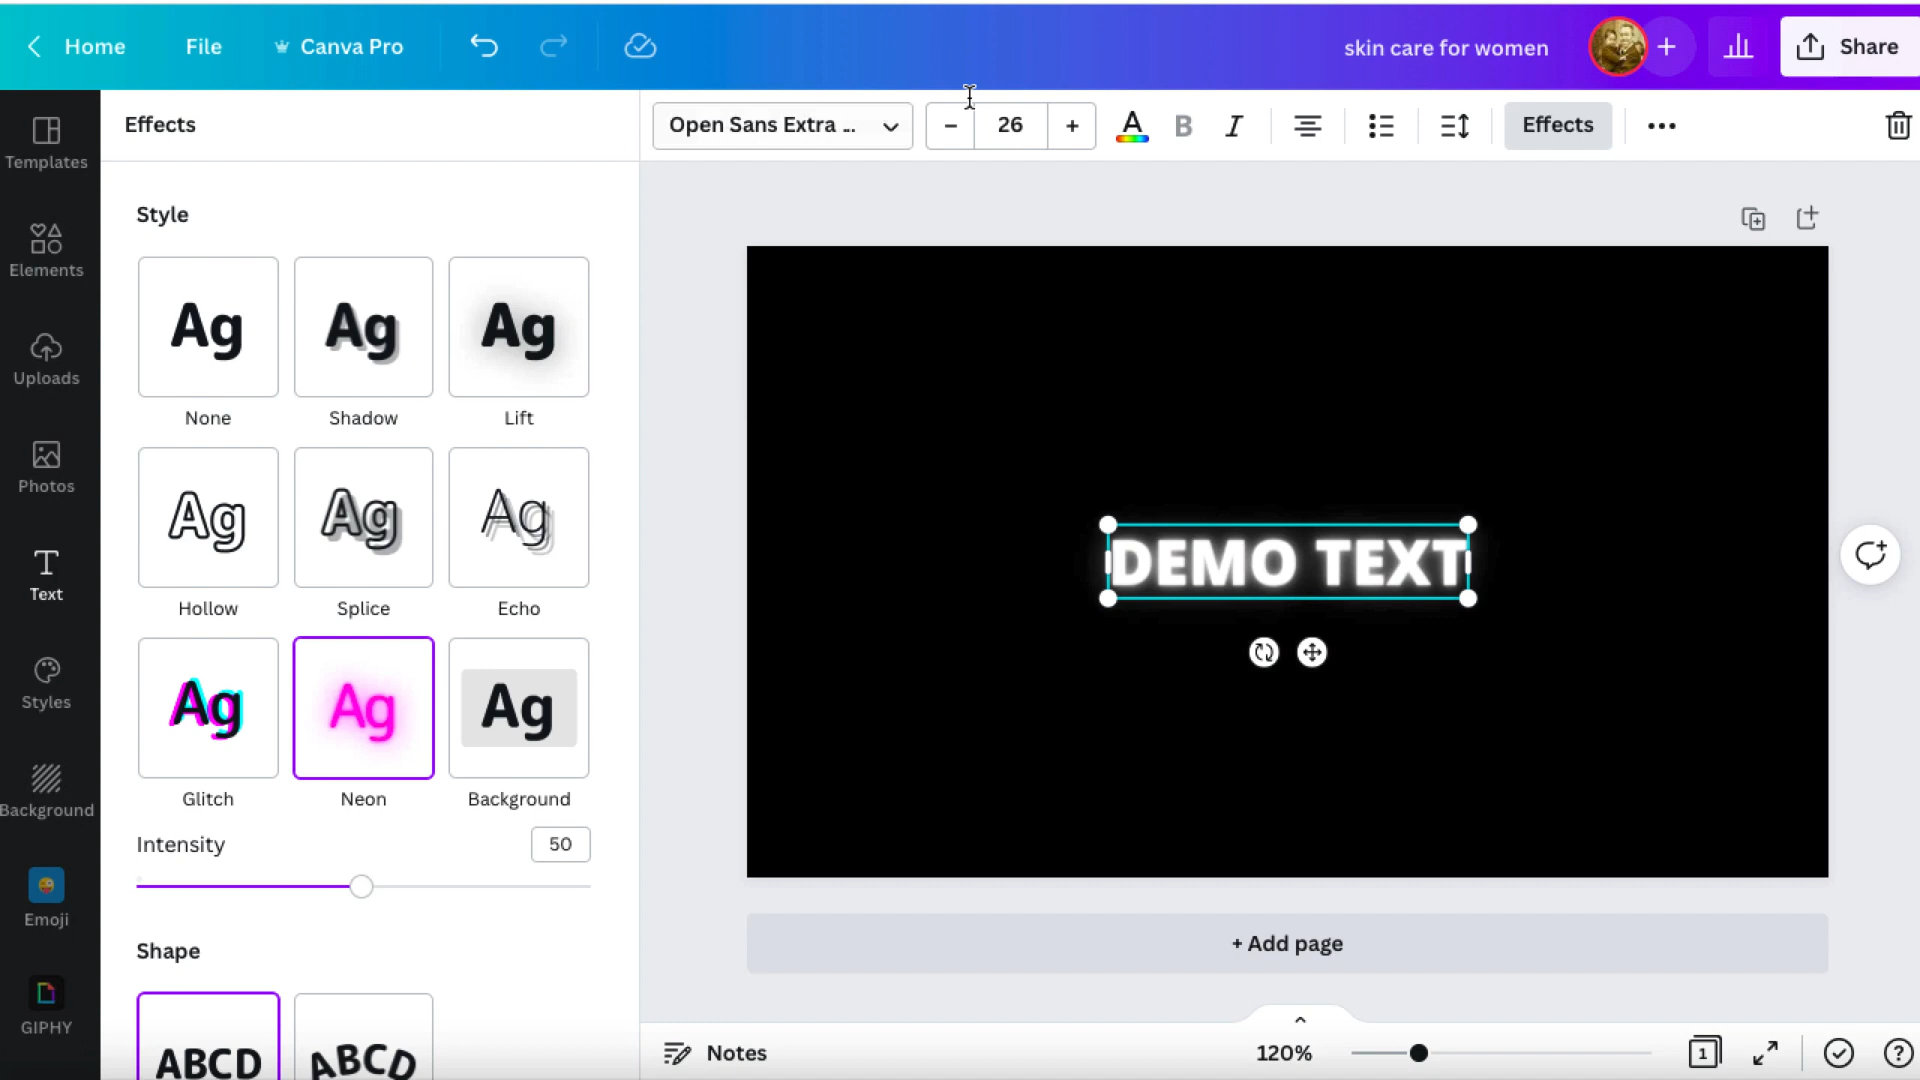 Home
File
Canva Pro
skin care for women
Share
Effects
Open Sans Extra ...
−
26
+
A
B
I
Effects
Templates
Elements
Uploads
Photos
Text
Styles
Background
Emoji
GIPHY
Style
Ag
Ag
Ag
None
Shadow
Lift
Ag
Ag
Ag
Hollow
Splice
Echo
Ag
Ag
Ag
Glitch
Neon
Background
Intensity
50
Shape
ABCD
ABCD
DEMO TEXT
+ Add page
Notes
120%
1
?